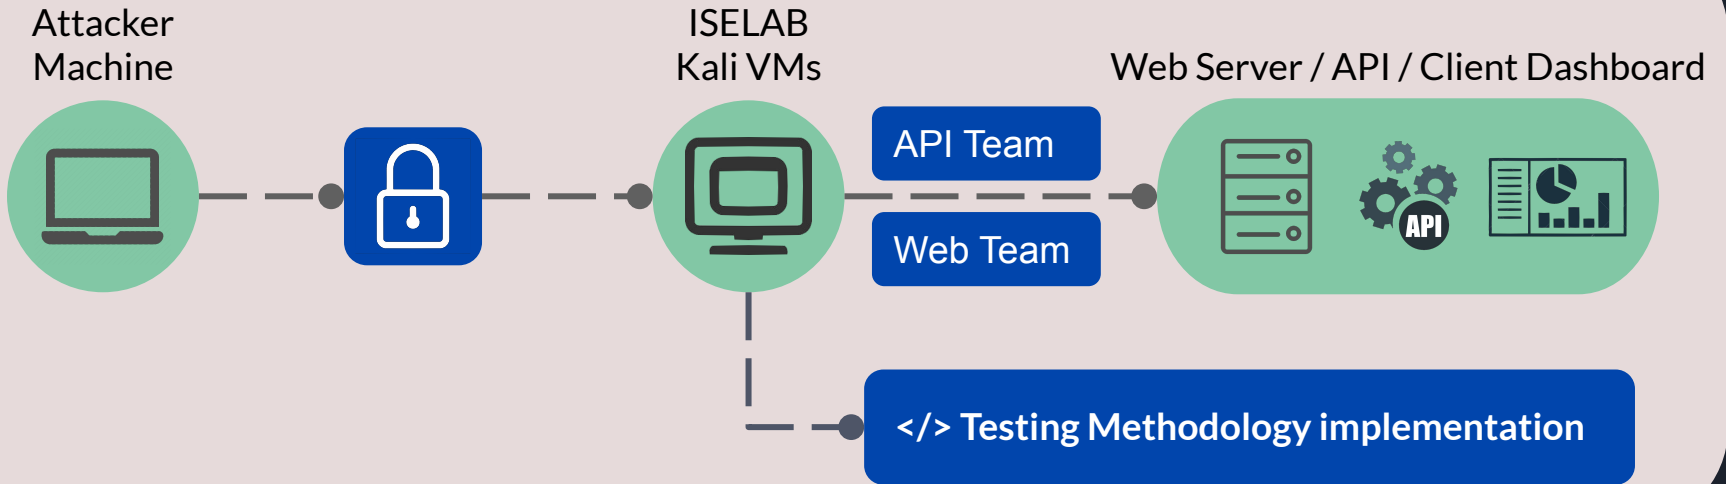 Attacker
Machine
ISELAB
Kali VMs
Web Server / API / Client Dashboard
API Team
Web Team
API
</> Testing Methodology implementation